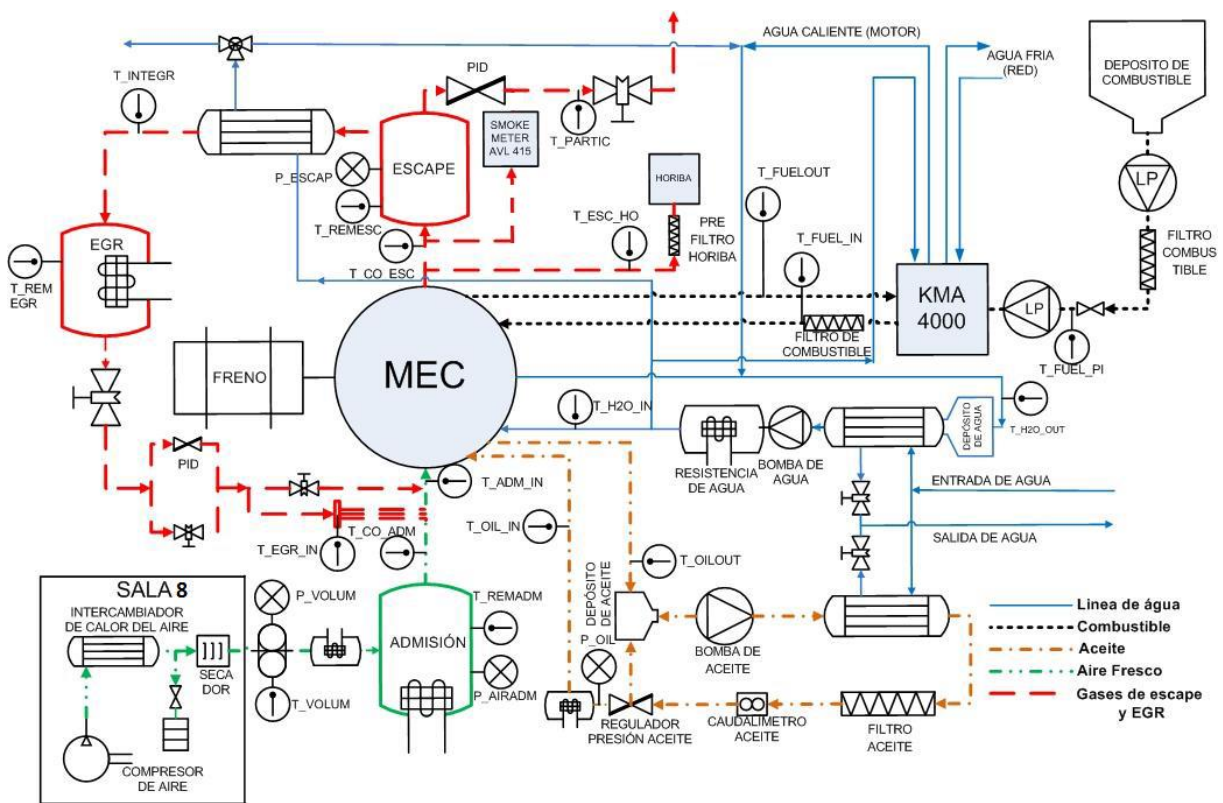 AGUA CALIENTE (MOTOR)
AGUA FRIA
(RED)
DEPOSITO DE
COMBUSTIBLE
T_INTEGR
PID
SMOKE
METER
AVL 415
T_PARTIC
LP
P_ESCAP
ESCAPE
HORIBA
T_FUELOUT
T_REMESC
T_ESC_HO
PRE
FILTRO
HORIBA
T_FUEL_IN
FILTRO
COMBUS
TIBLE
EGR
T_REM
EGR
T_CO_ESC
KMA
4000
LP
FILTRO DE
COMBUSTIBLE
T_FUEL_PI
FRENO
MEC
T_H2O_IN
DEPÓSITO
DE AGUA
T_H2O_OUT
RESISTENCIA
DE AGUA
BOMBA DE
AGUA
PID
T_ADM_IN
ENTRADA DE AGUA
T_OIL_IN
T_CO_ADM
T_EGR_IN
SALIDA DE AGUA
T_OILOUT
SALA 8
INTERCAMBIADOR
DE CALOR DEL AIRE
P_VOLUM
T_REMADM
DEPÓSITO
DE ACEITE
ADMISIÓN
SECA
DOR
P_OIL
BOMBA DE
ACEITE
T_VOLUM
P_AIRADM
COMPRESOR
DE AIRE
REGULADOR
PRESIÓN ACEITE
CAUDALIMETRO
ACEITE
FILTRO
ACEITE
Linea de água
Combustible
Aceite
Aire Fresco
Gases de escape
y EGR